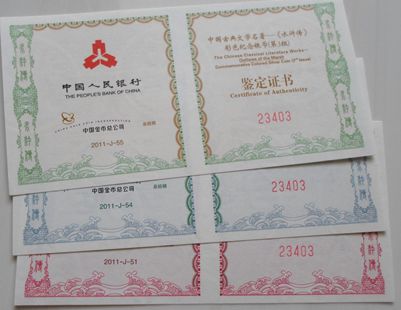 中国人民银行
THE PEOPLE'S BANK OF CHINA
CHINA GOLD COIN INCORPORATION
中国金币总公司
2011-J-55
中国古典文学名著——《水浒传》
彩色纪念银币(第3组)
The Chinese Classical Literature Works—
Outlaws of the Marsh
Commemorative Colored Silver Coin (3rd Issue)
鉴定证书
Certificate of Authenticity
23403
中国金币总公司
2011-J-54
23403
2011-J-51
23403